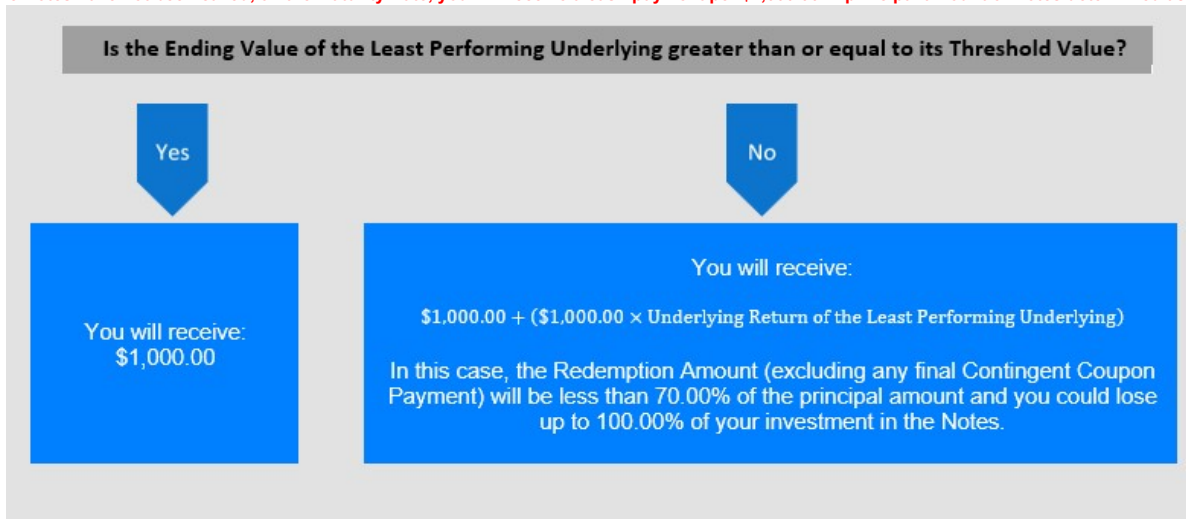 Is the Ending Value of the Least Performing Underlying greater than or equal to its Threshold Value?
Yes
No
You will receive:
$1,000.00
You will receive:
$1,000.00 + ($1,000.00 × Underlying Return of the Least Performing Underlying)
In this case, the Redemption Amount (excluding any final Contingent Coupon
Payment) will be less than 70.00% of the principal amount and you could lose
up to 100.00% of your investment in the Notes.